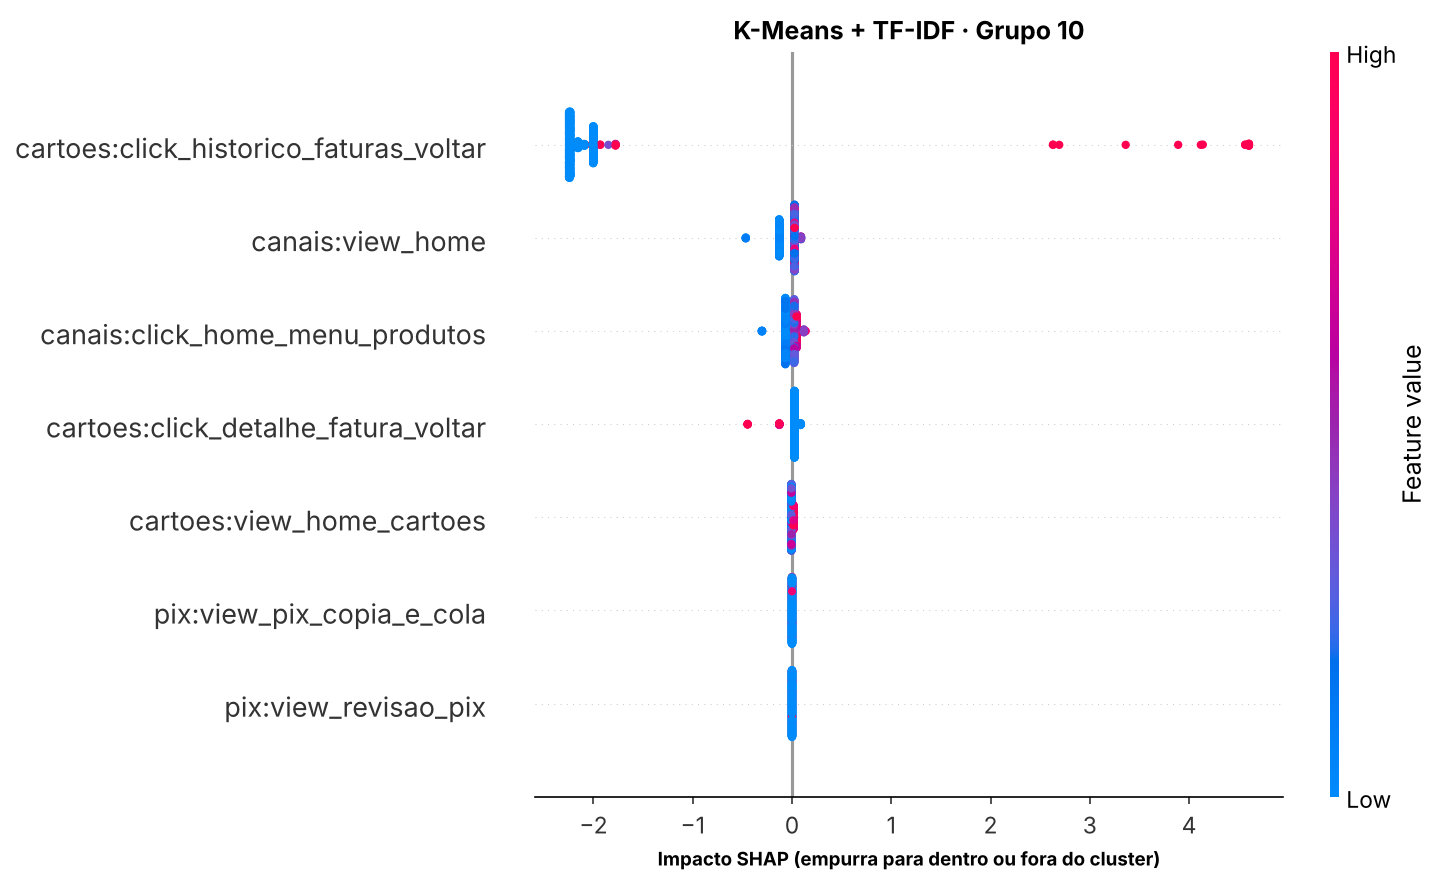 K-Means + TF-IDF · Grupo 10
High
cartoes:click_historico_faturas_voltar
canais:view_home
canais:click_home_menu_produtos
cartoes:click_detalhe_fatura_voltar
cartoes:view_home_cartoes
pix:view_pix_copia_e_cola
pix:view_revisao_pix
Feature value
Low
−2 −1 0 1 2 3 4
Impacto SHAP (empurra para dentro ou fora do cluster)